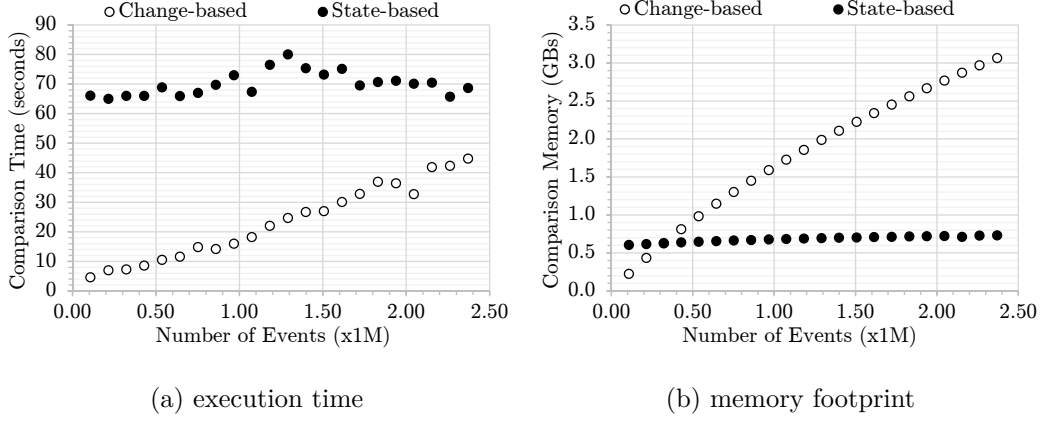 Change-based State-based
Comparison Time (seconds)
90
80
70
60
50
40
30
20
10
0
0.00 0.50 1.00 1.50 2.00 2.50
Number of Events (x1M)
(a) execution time
Change-based State-based
Comparison Memory (GBs)
3.5
3.0
2.5
2.0
1.5
1.0
0.5
0.0
0.00 0.50 1.00 1.50 2.00 2.50
Number of Events (x1M)
(b) memory footprint